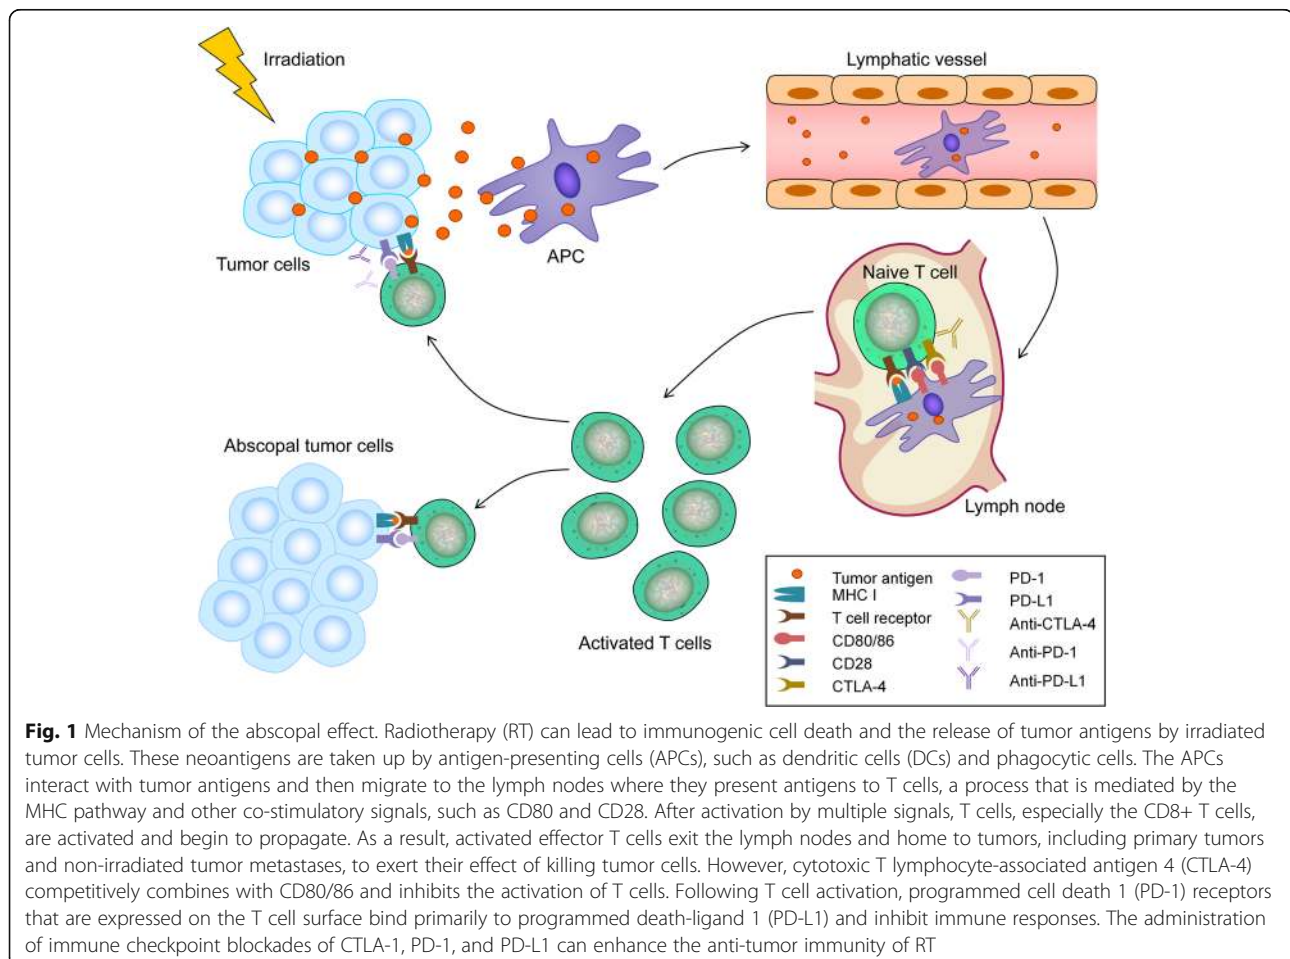 Irradiation
Lymphatic vessel
Tumor cells
APC
Naive T cell
Abscopal tumor cells
Lymph node
Activated T cells
Tumor antigen
MHC I
T cell receptor
CD80/86
CD28
CTLA-4
PD-1
PD-L1
Anti-CTLA-4
Anti-PD-1
Anti-PD-L1
Fig. 1 Mechanism of the abscopal effect. Radiotherapy (RT) can lead to immunogenic cell death and the release of tumor antigens by irradiated
tumor cells. These neoantigens are taken up by antigen-presenting cells (APCs), such as dendritic cells (DCs) and phagocytic cells. The APCs
interact with tumor antigens and then migrate to the lymph nodes where they present antigens to T cells, a process that is mediated by the
MHC pathway and other co-stimulatory signals, such as CD80 and CD28. After activation by multiple signals, T cells, especially the CD8+ T cells,
are activated and begin to propagate. As a result, activated effector T cells exit the lymph nodes and home to tumors, including primary tumors
and non-irradiated tumor metastases, to exert their effect of killing tumor cells. However, cytotoxic T lymphocyte-associated antigen 4 (CTLA-4)
competitively combines with CD80/86 and inhibits the activation of T cells. Following T cell activation, programmed cell death 1 (PD-1) receptors
that are expressed on the T cell surface bind primarily to programmed death-ligand 1 (PD-L1) and inhibit immune responses. The administration
of immune checkpoint blockades of CTLA-1, PD-1, and PD-L1 can enhance the anti-tumor immunity of RT